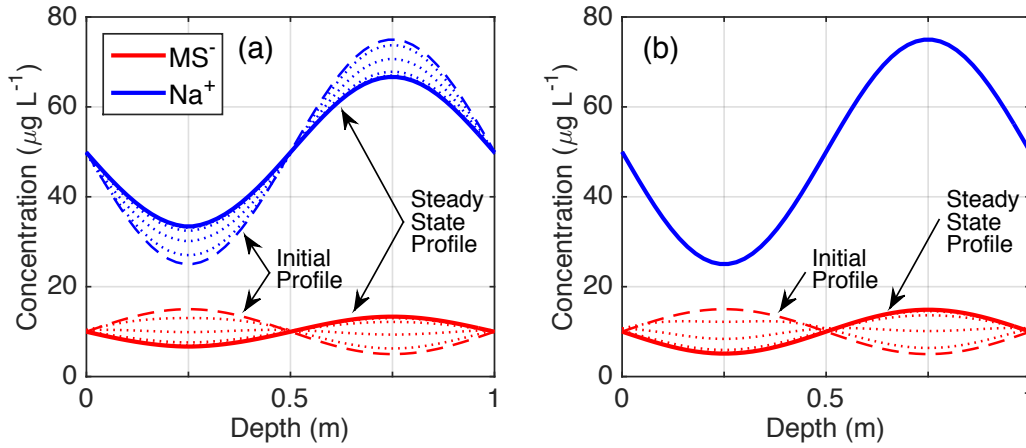 80
60
40
20
0
Concentration (μg L⁻¹)
MS⁻
Na⁺
(a)
Steady
State
Profile
Initial
Profile
0
0.5
1
Depth (m)
80
60
40
20
0
Concentration (μg L⁻¹)
(b)
Steady
State
Profile
Initial
Profile
0
0.5
1
Depth (m)